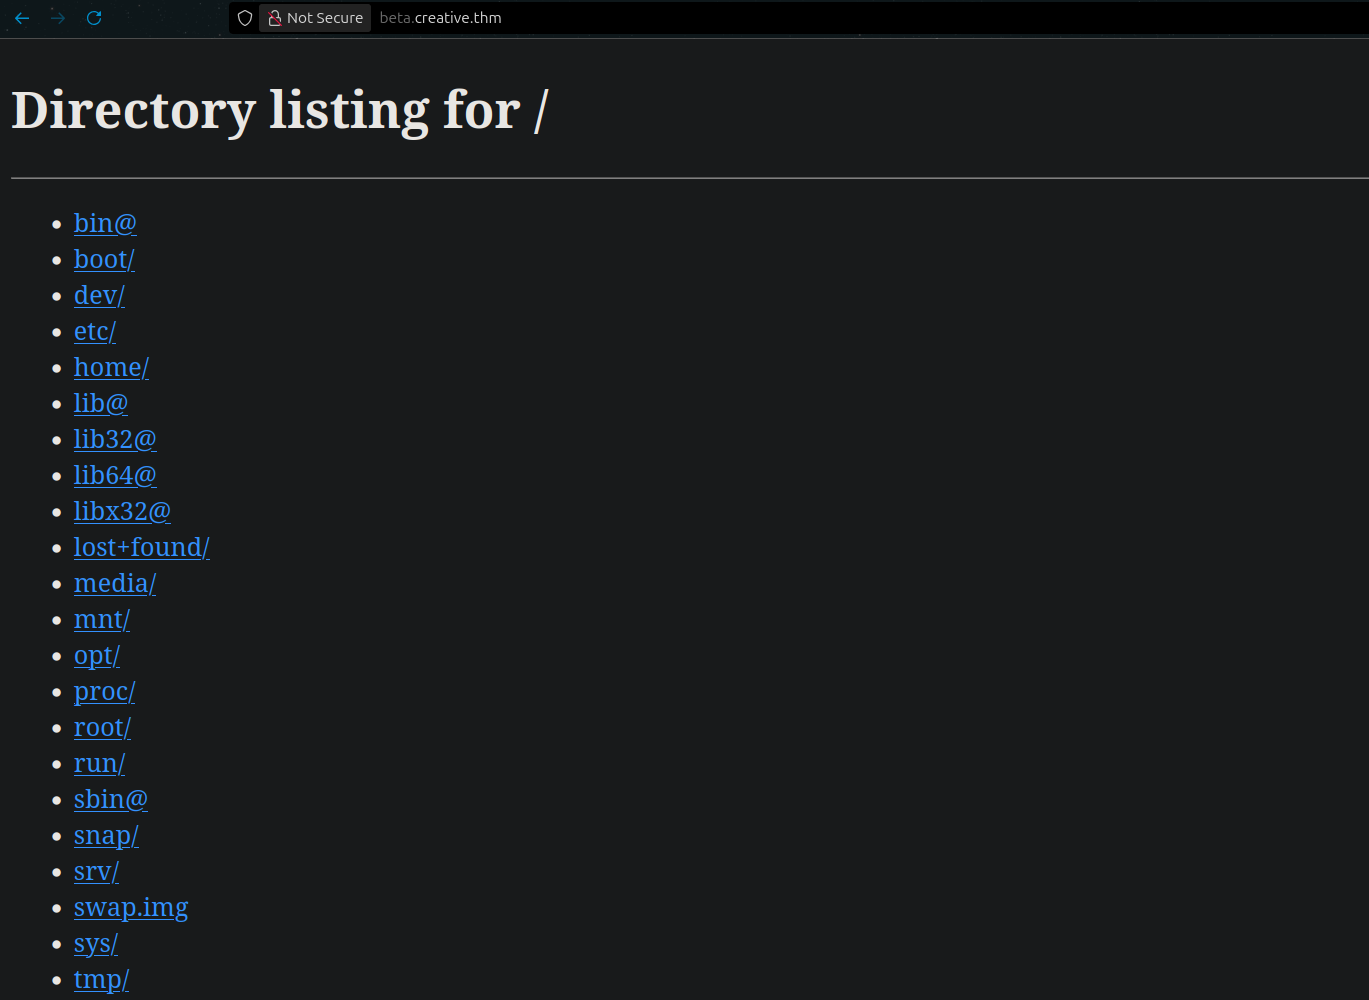 Not Secure beta.creative.thm
Directory listing for /
bin@
boot/
dev/
etc/
home/
lib@
lib32@
lib64@
libx32@
lost+found/
media/
mnt/
opt/
proc/
root/
run/
sbin@
snap/
srv/
swap.img
sys/
tmp/